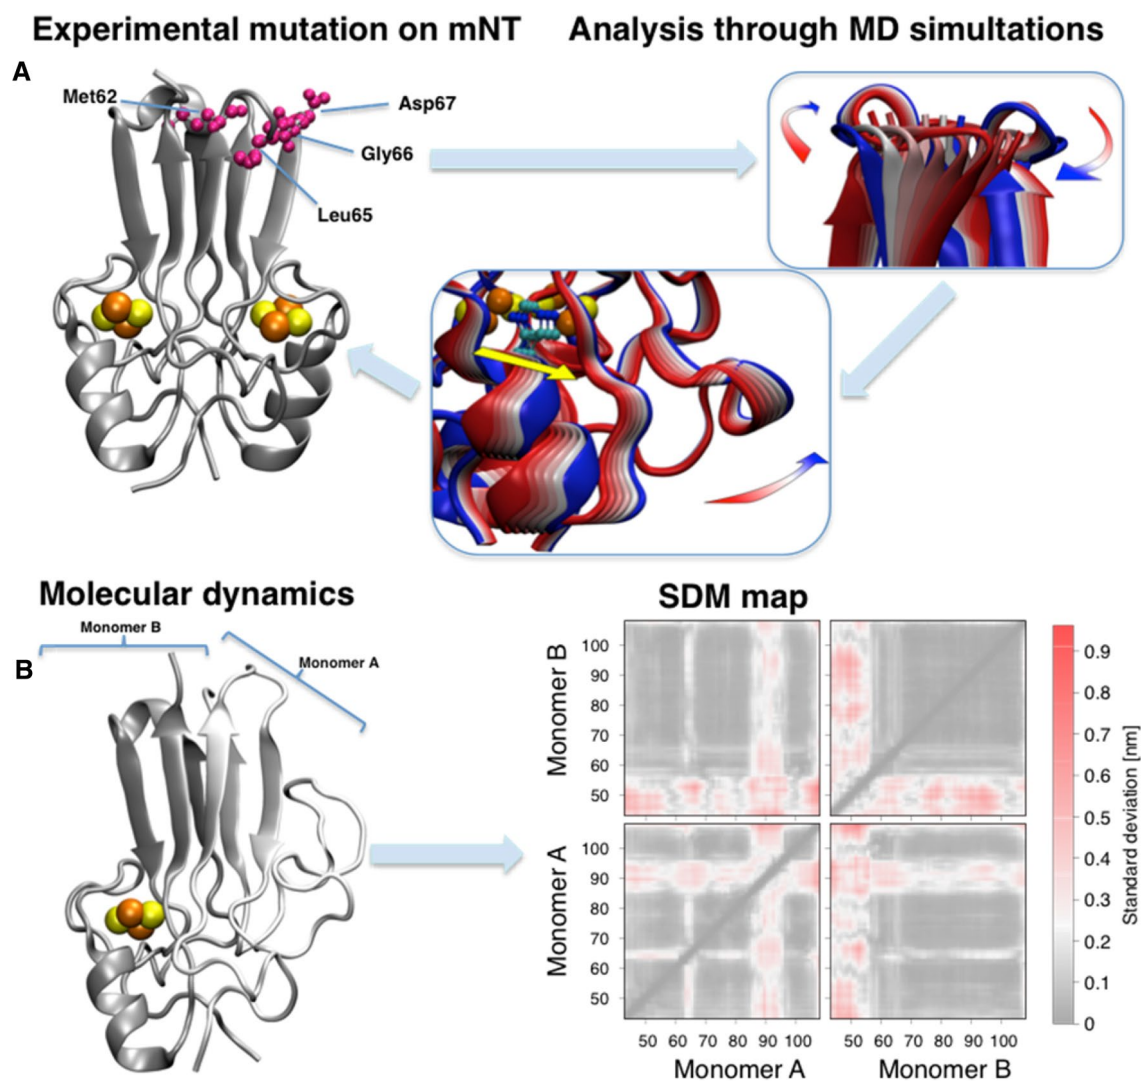 Experimental mutation on mNT
Analysis through MD simultations
A
Met62
Asp67
Gly66
Leu65
Molecular dynamics
SDM map
Monomer B
Monomer A
B
Monomer B
100
90
80
70
60
50
Monomer A
100
90
80
70
60
50
50 60 70 80 90 100
50 60 70 80 90 100
Monomer A
Monomer B
0.9
0.8
0.7
0.6
0.5
0.4
0.3
0.2
0.1
0
Standard deviation [nm]